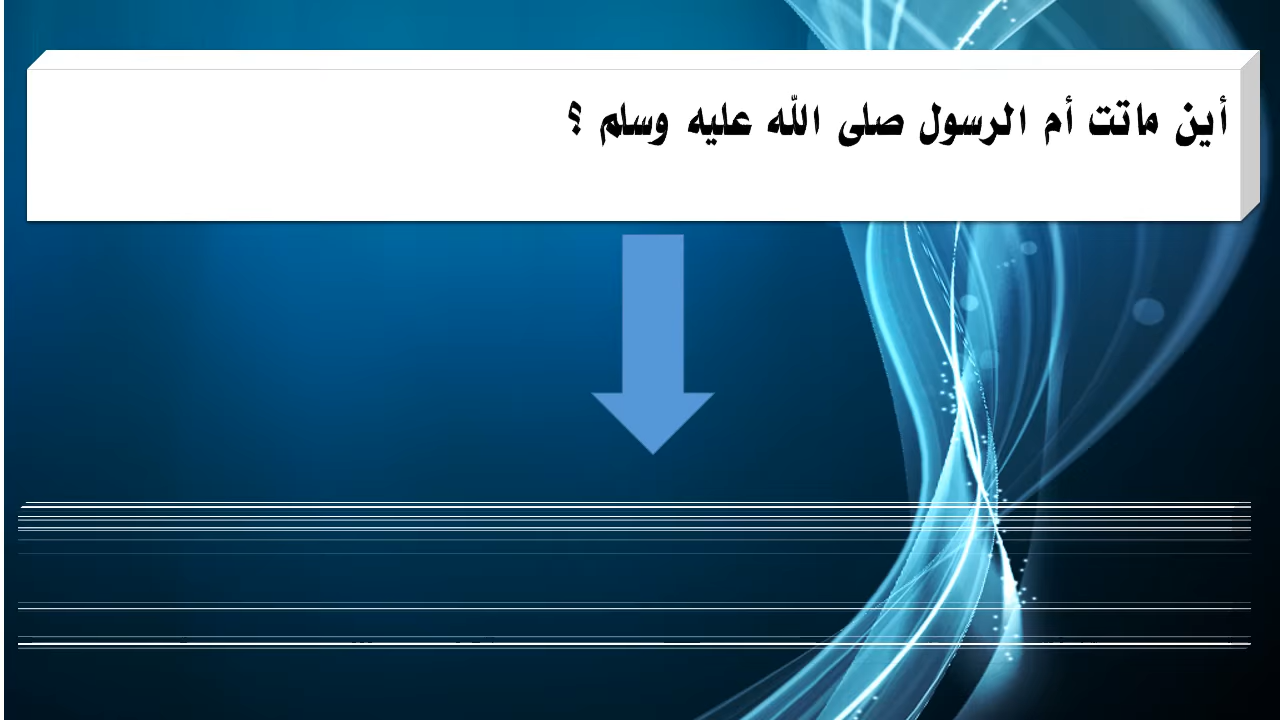 أين ماتت أم الرسول صلى الله عليه وسلم ؟